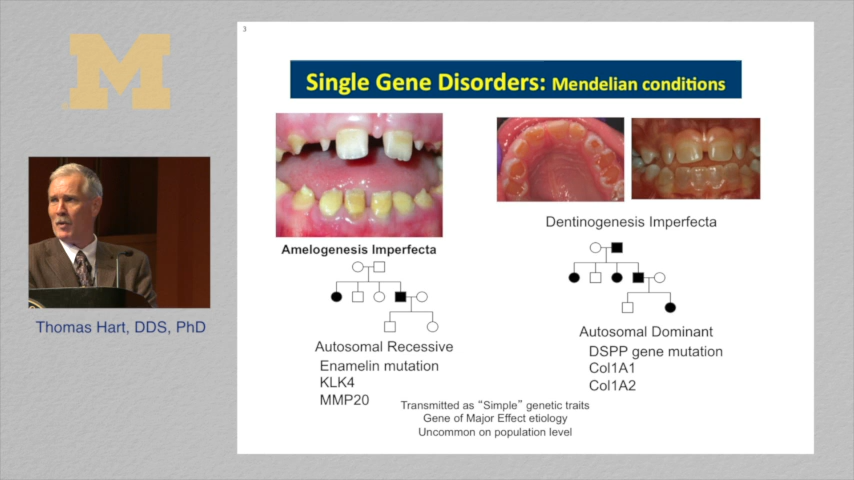 M
3
Single Gene Disorders: Mendelian conditions
Dentinogenesis Imperfecta
Amelogenesis Imperfecta
Thomas Hart, DDS, PhD
Autosomal Recessive
Enamelin mutation
KLK4
MMP20
Autosomal Dominant
DSPP gene mutation
Col1A1
Col1A2
Transmitted as “Simple” genetic traits
Gene of Major Effect etiology
Uncommon on population level